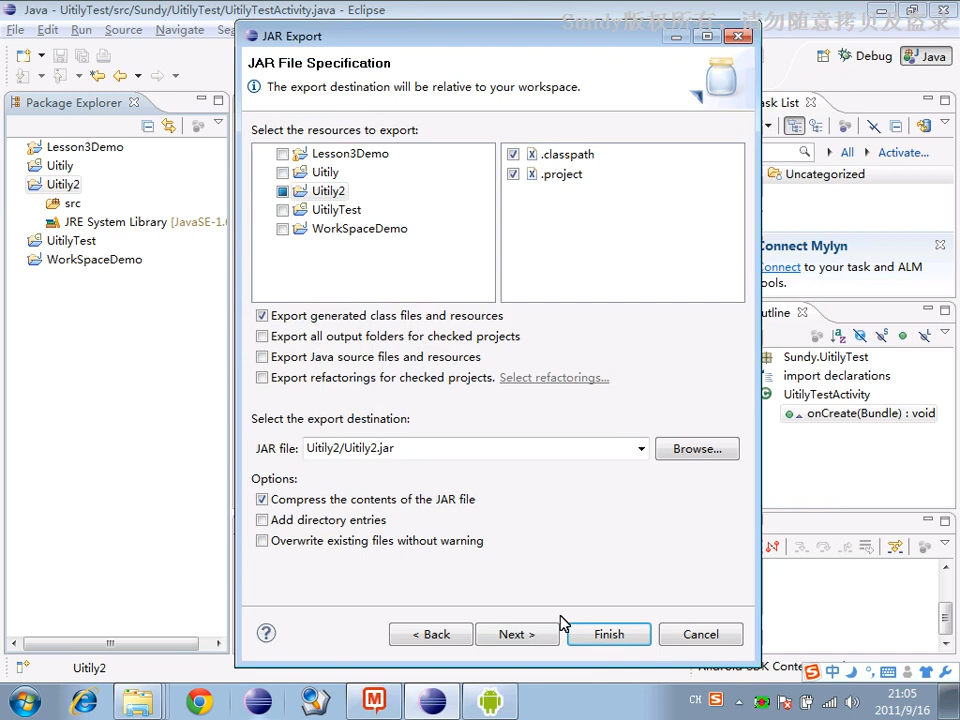 Java - UitilyTest/src/Sundy/UitilyTest/UitilyTestActivity.java - Eclipse
Sundy版权所有，请勿随意拷贝及盗录
File Edit Run Source Navigate Se
JAR Export
Debug
Java
JAR File Specification
The export destination will be relative to your workspace.
Package Explorer
ask List
Select the resources to export:
All
Activate...
Uncategorized
Lesson3Demo
Uitily
Uitily2
src
JRE System Library [JavaSE-1.6
UitilyTest
WorkSpaceDemo
Lesson3Demo
Uitily
Uitily2
UitilyTest
WorkSpaceDemo
.classpath
.project
Connect Mylyn
Connect to your task and ALM
ools.
utline
Sundy.UitilyTest
import declarations
UitilyTestActivity
onCreate(Bundle) : void
Export generated class files and resources
Export all output folders for checked projects
Export Java source files and resources
Export refactorings for checked projects. Select refactorings...
Select the export destination:
JAR file: Uitily2/Uitily2.jar
Browse...
Options:
Compress the contents of the JAR file
Add directory entries
Overwrite existing files without warning
< Back
Next >
Finish
Cancel
Uitily2
Android SDK Conte
中
CH
21:05
2011/9/16